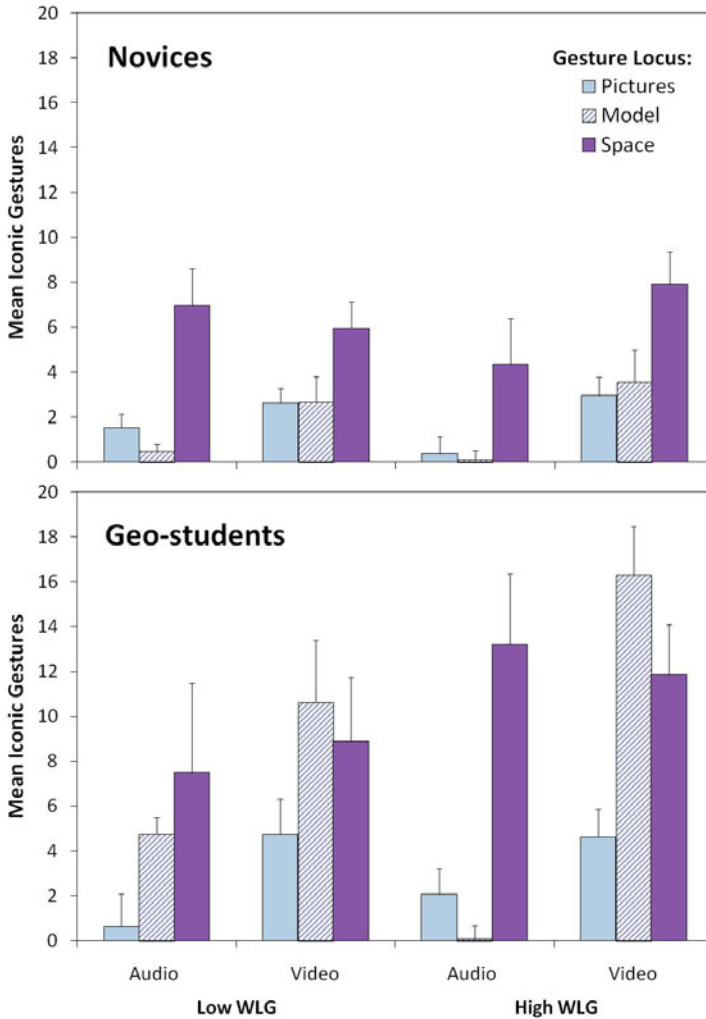 Novices
Gesture Locus:
Pictures
Model
Space
Mean Iconic Gestures
20
18
16
14
12
10
8
6
4
2
0
Geo-students
Mean Iconic Gestures
20
18
16
14
12
10
8
6
4
2
0
Audio Video Audio Video
Low WLG High WLG